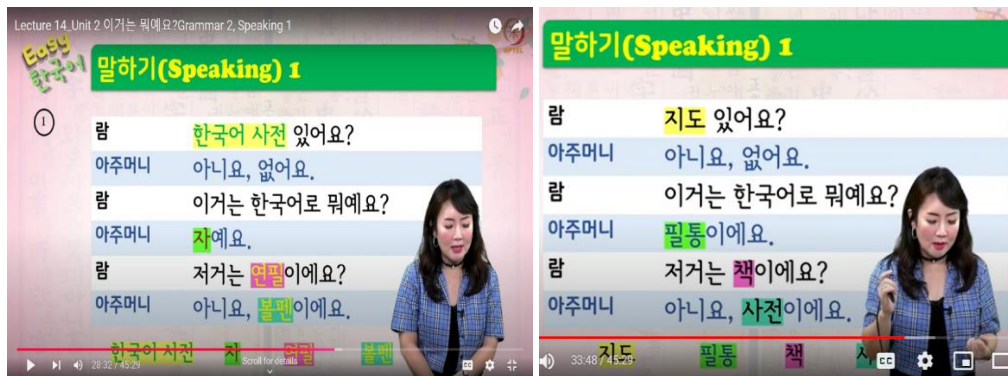 Lecture 14_Unit 2 이거는 뭐예요?Grammar 2, Speaking 1
Easy
한국어
말하기(Speaking) 1
1
람 한국어 사전 있어요?
아주머니 아니요, 없어요.
람 이거는 한국어로 뭐예요?
아주머니 자예요.
람 저거는 연필이에요?
아주머니 아니요, 볼펜이에요.
한국어 사전 자 연필 볼펜
Scroll for details
28:32 / 45:29
말하기(Speaking) 1
람 지도 있어요?
아주머니 아니요, 없어요.
람 이거는 한국어로 뭐예요?
아주머니 필통이에요.
람 저거는 책이에요?
아주머니 아니요, 사전이에요.
지도 필통 책
33:48 / 45:29